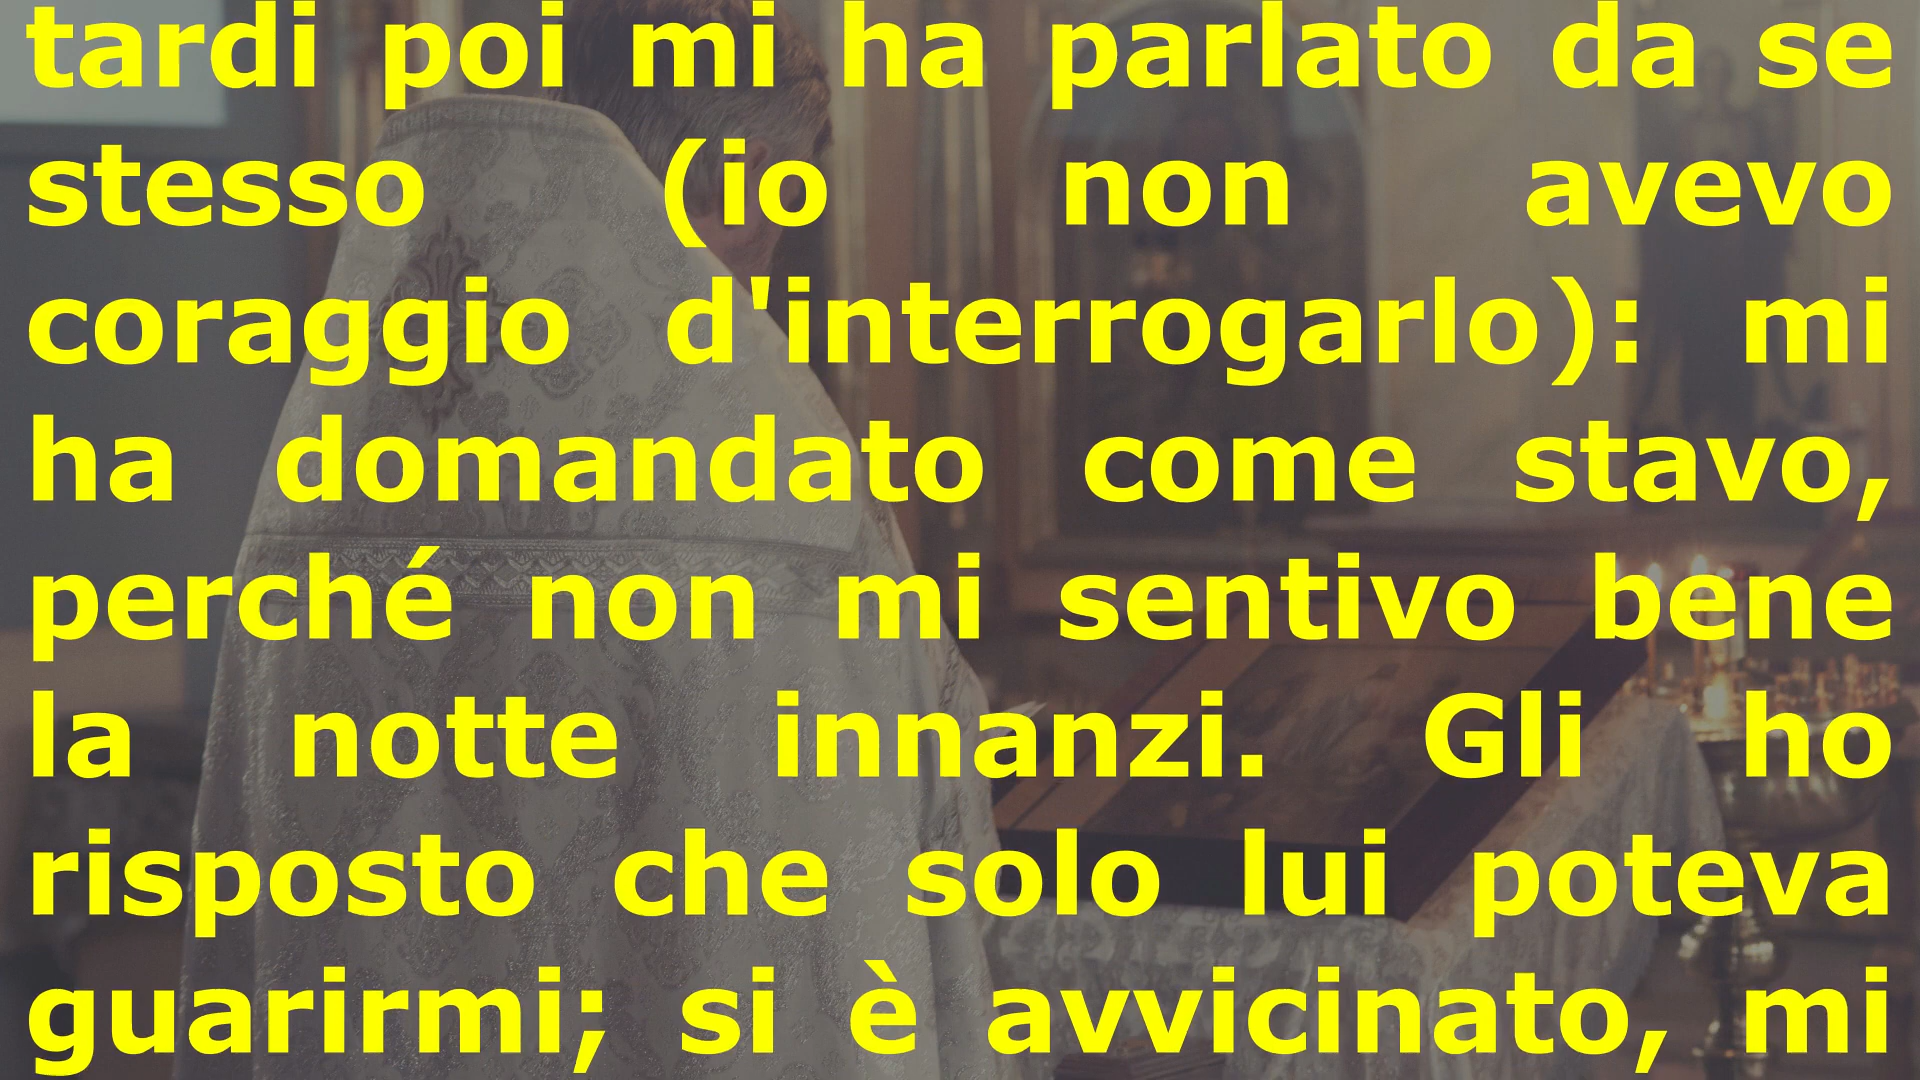 tardi poi mi ha parlato da se
stesso (io non avevo
coraggio d'interrogarlo): mi
ha domandato come stavo,
perché non mi sentivo bene
la notte innanzi. Gli ho
risposto che solo lui poteva
guarirmi; si è avvicinato, mi